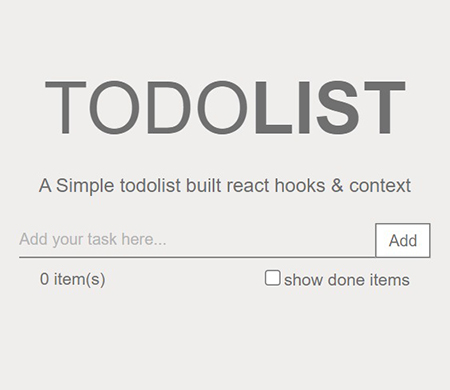 TODOLIST
A Simple todolist built react hooks & context
Add your task here... Add
0 item(s) show done items